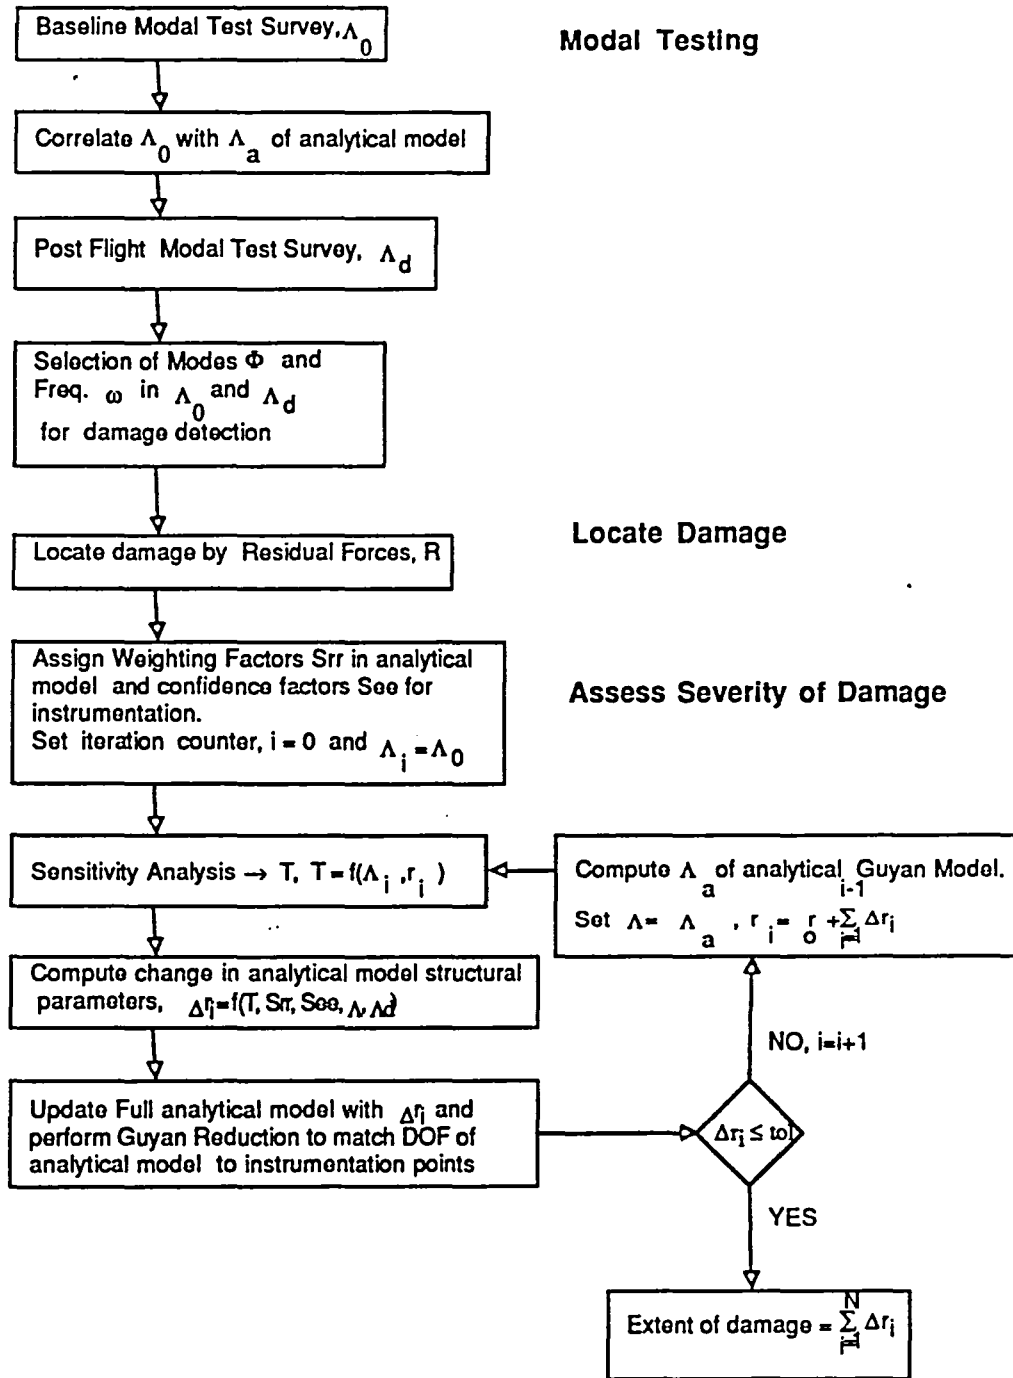 Baseline Modal Test Survey, Λ0
Modal Testing
Correlate Λ0 with Λa of analytical model
Post Flight Modal Test Survey, Λd
Selection of Modes Φ and
Freq. ω in Λ0 and Λd
for damage detection
Locate Damage
Locate damage by Residual Forces, R
Assess Severity of Damage
Assign Weighting Factors Srr in analytical
model and confidence factors See for
instrumentation.
Set iteration counter, i = 0 and Λi = Λ0
Sensitivity Analysis → T, T = f(Λi, ri)
Compute Λa of analytical Guyan Model.
Set Λ = Λa, ri = ro + Σ i=1 i-1 Δri
Compute change in analytical model structural
parameters, Δri=f(T, Srr, See, Λ, Λd)
NO, i=i+1
Update Full analytical model with Δri and
perform Guyan Reduction to match DOF of
analytical model to instrumentation points
Δri ≤ tol
YES
Extent of damage = Σ i=1 N Δri